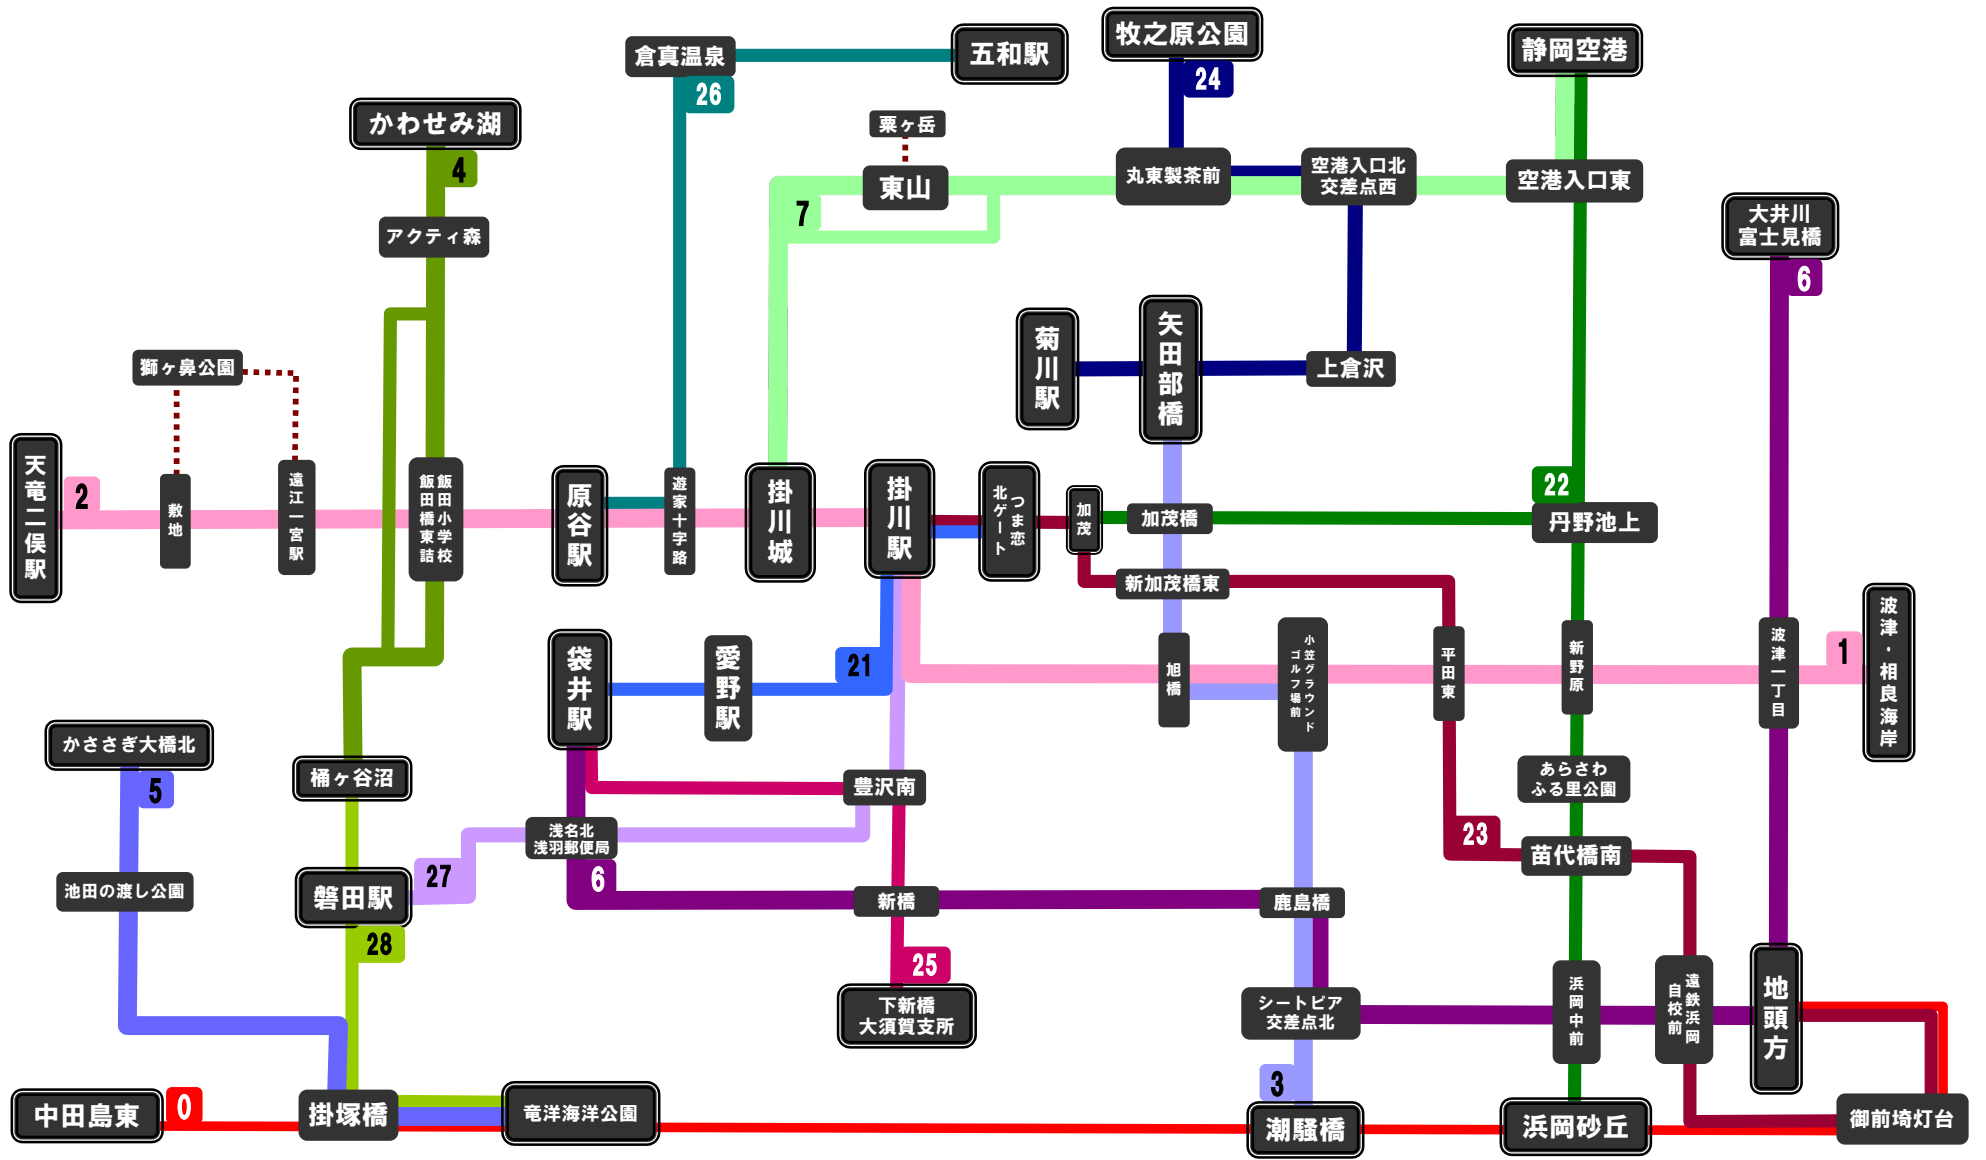 牧之原公園
五和駅
静岡空港
倉真温泉
24
26
かわせみ湖
粟ヶ岳
4
東山
丸東製茶前
空港入口北
交差点西
空港入口東
7
大井川
富士見橋
アクティ森
6
菊川駅
矢田部橋
獅ヶ鼻公園
上倉沢
天竜二俣駅
2
敷地
遠江一宮駅
飯田小学校
飯田橋東詰
原谷駅
遊家十字路
掛川城
掛川駅
つま恋
北ゲート
加茂
加茂橋
22
丹野池上
新加茂橋東
袋井駅
愛野駅
21
旭橋
小笠グラウンド
ゴルフ場前
平田東
新野原
波津一丁目
1
波津・相良海岸
かささぎ大橋北
5
桶ヶ谷沼
豊沢南
あらさわ
ふる里公園
浅名北
浅羽郵便局
23
苗代橋南
池田の渡し公園
磐田駅
27
6
新橋
鹿島橋
28
25
下新橋
大須賀支所
シートピア
交差点北
浜岡中前
遠鉄浜岡
自校前
地頭方
3
中田島東
0
掛塚橋
竜洋海洋公園
潮騒橋
浜岡砂丘
御前埼灯台